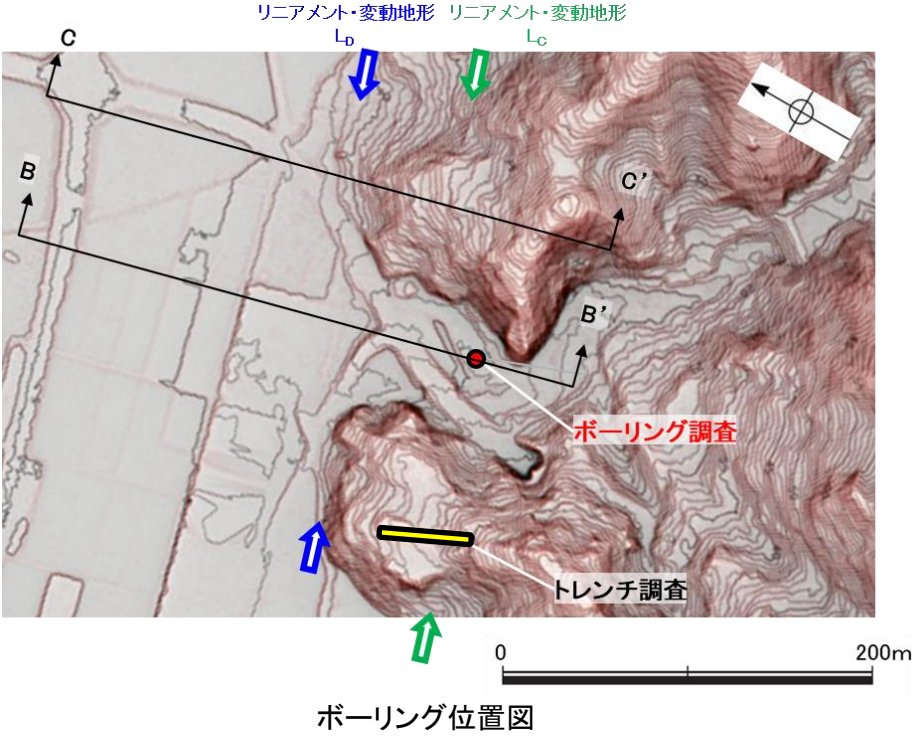 リニアメント・変動地形 リニアメント・変動地形
LD LC
C
B
C’
B’
ボーリング調査
トレンチ調査
0 200m
ボーリング位置図